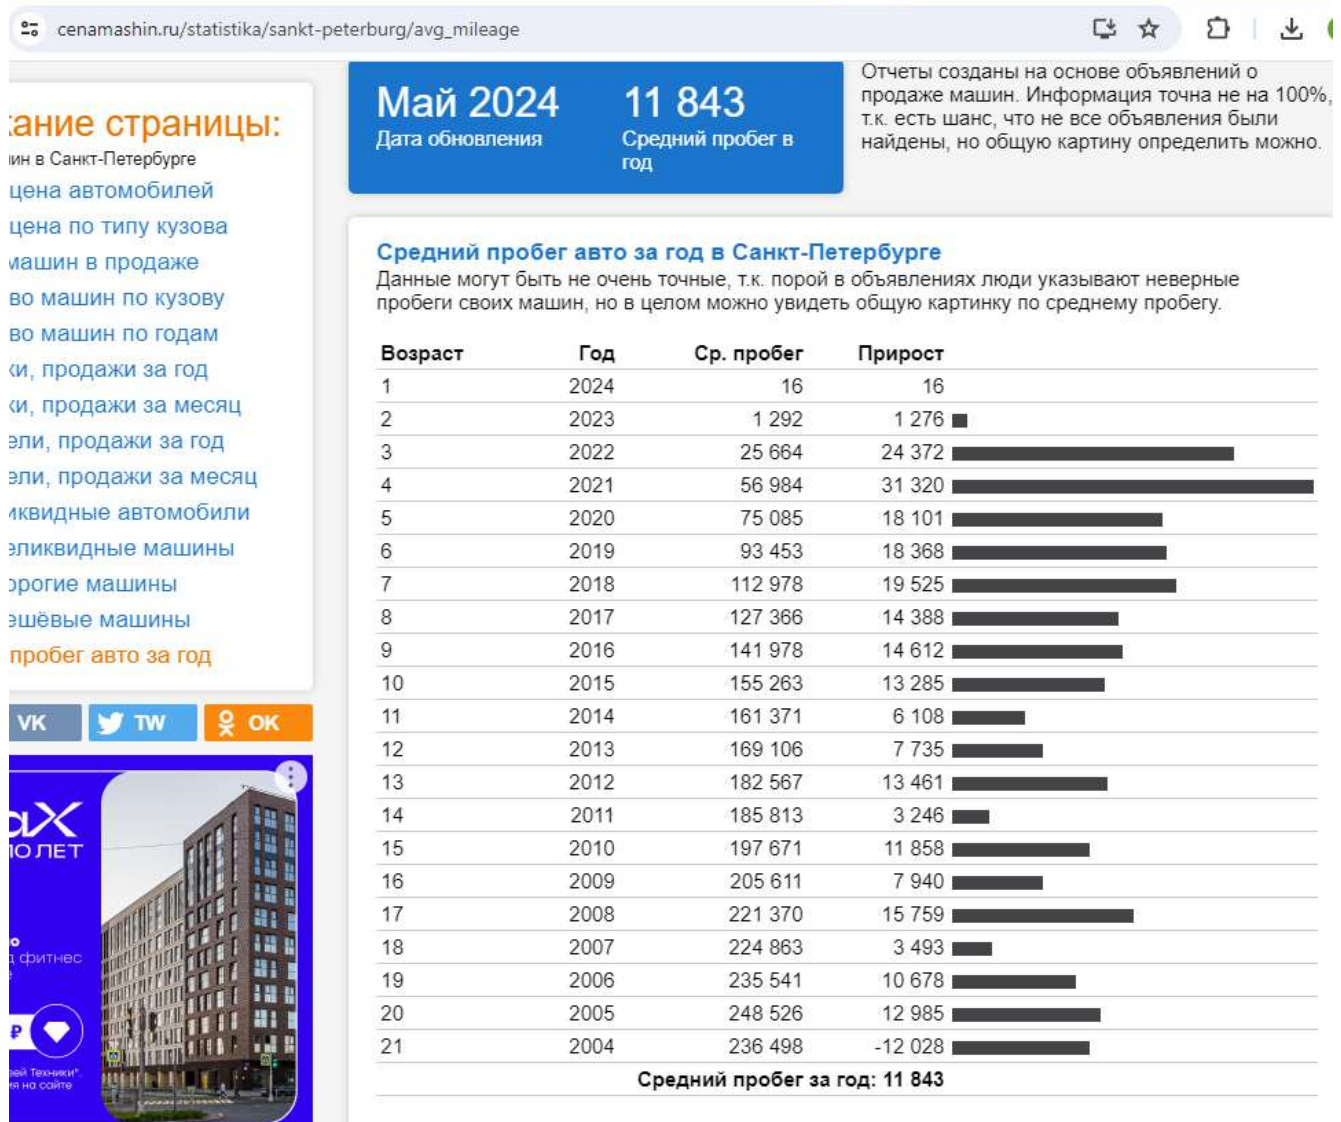 cenamashin.ru/statistika/sankt-peterburg/avg_mileage
страницы:
в Санкт-Петербурге
цена автомобилей
цена по типу кузова
машин в продаже
во машин по кузову
во машин по годам
продажи за год
продажи за месяц
продажи за год
продажи за месяц
автомобили
машины
машины
машины
пробег авто за год
VK
TW
OK
Май 2024
Дата обновления
11 843
Средний пробег в
год
Отчеты созданы на основе объявлений о
продаже машин. Информация точна не на 100%,
т.к. есть шанс, что не все объявления были
найдены, но общую картину определить можно.
Средний пробег авто за год в Санкт-Петербурге
Данные могут быть не очень точные, т.к. порой в объявлениях люди указывают неверные
пробеги своих машин, но в целом можно увидеть общую картинку по среднему пробегу.
Возраст Год Ср. пробег Прирост
1 2024 16 16
2 2023 1 292 1 276
3 2022 25 664 24 372
4 2021 56 984 31 320
5 2020 75 085 18 101
6 2019 93 453 18 368
7 2018 112 978 19 525
8 2017 127 366 14 388
9 2016 141 978 14 612
10 2015 155 263 13 285
11 2014 161 371 6 108
12 2013 169 106 7 735
13 2012 182 567 13 461
14 2011 185 813 3 246
15 2010 197 671 11 858
16 2009 205 611 7 940
17 2008 221 370 15 759
18 2007 224 863 3 493
19 2006 235 541 10 678
20 2005 248 526 12 985
21 2004 236 498 -12 028
Средний пробег за год: 11 843
ЛЕТ
фитнес
₽
Техники".
на сайте